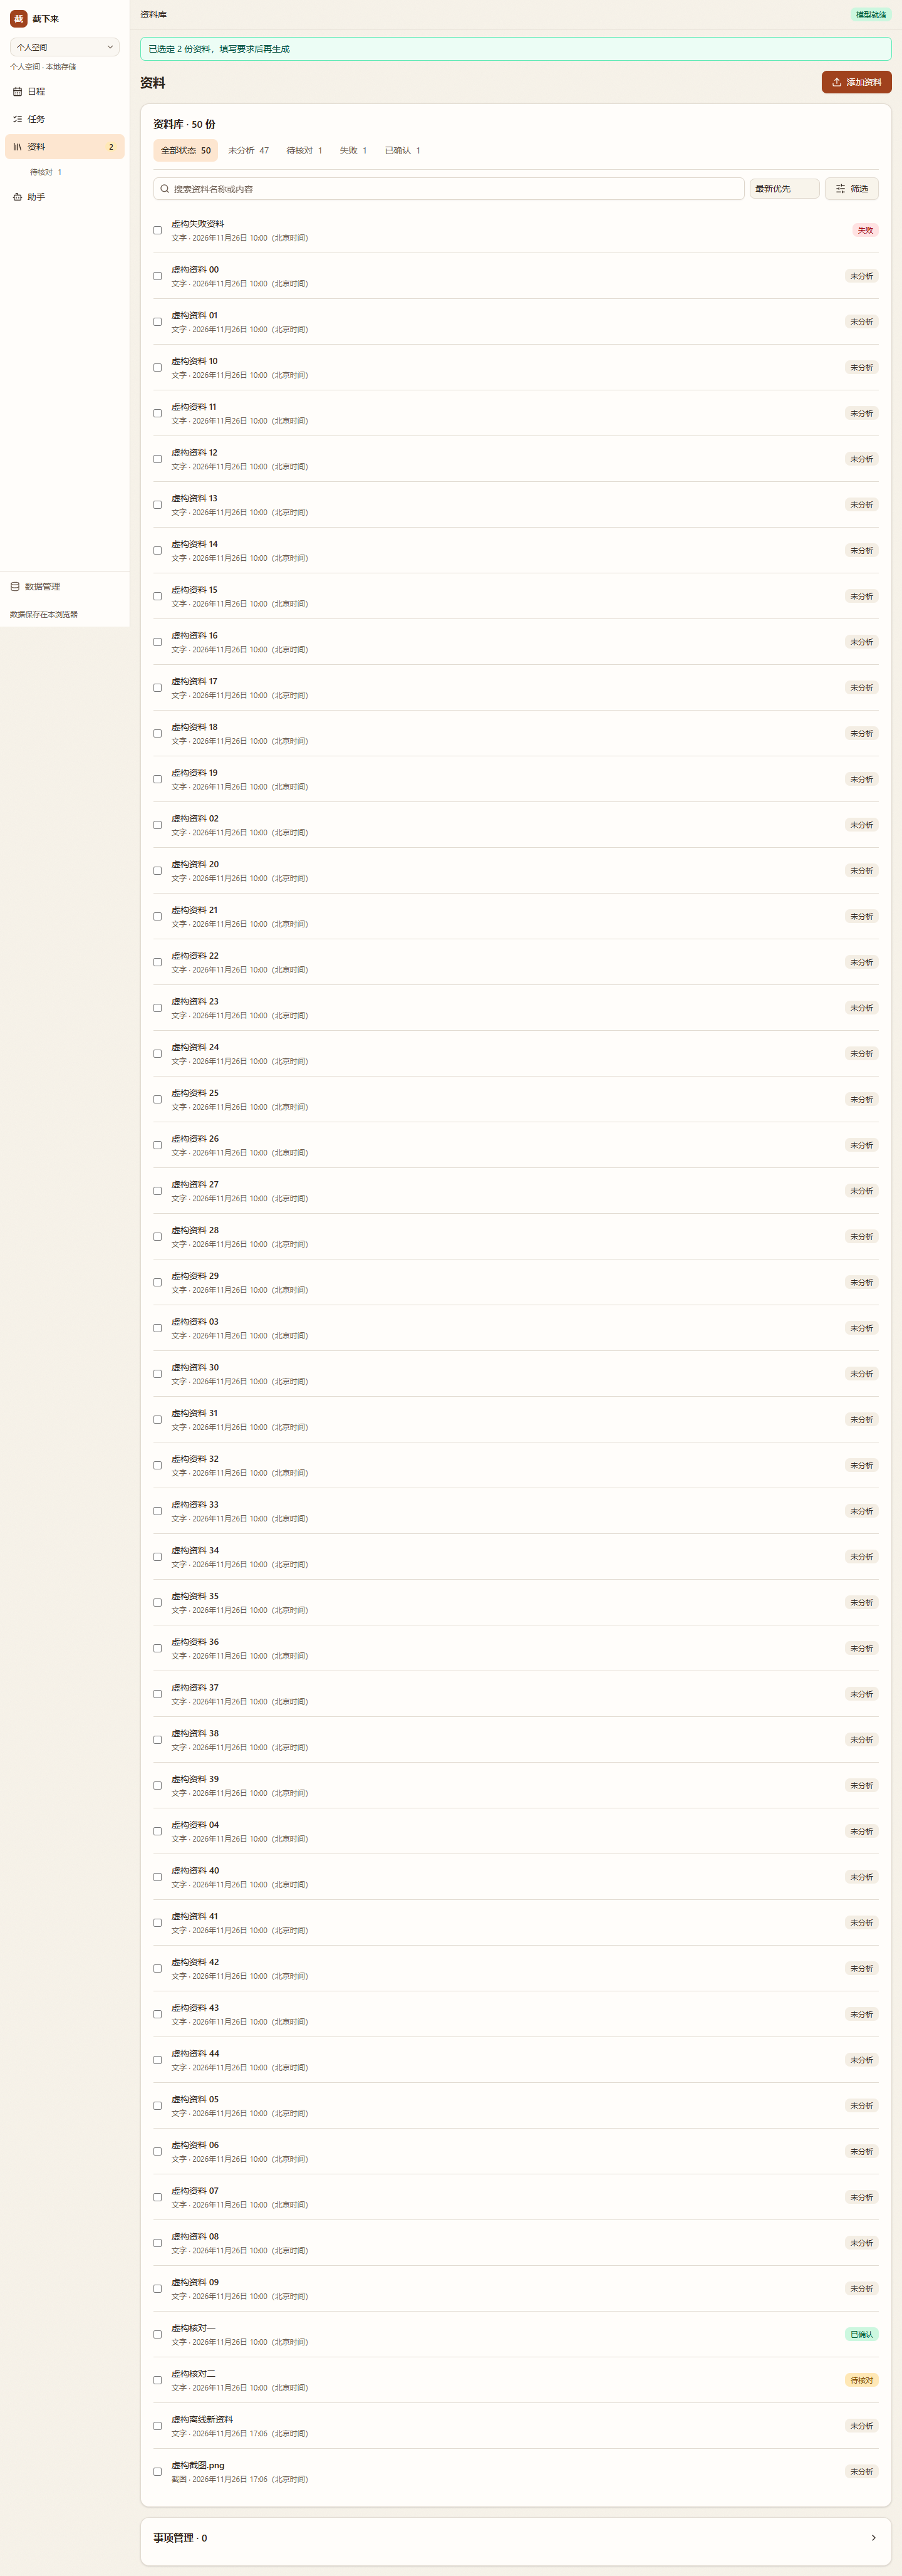 截 截下来
个人空间
个人空间 · 本地存储
日程
任务
资料 2
待核对 1
助手
数据管理
数据保存在本浏览器
资料库
模型就绪
已选定 2 份资料，填写要求后再生成
资料
添加资料
资料库 · 50 份
全部状态 50 未分析 47 待核对 1 失败 1 已确认 1
搜索资料名称或内容 最新优先 筛选
虚构失败资料
文字 · 2026年11月26日 10:00（北京时间） 失败
虚构资料 00
文字 · 2026年11月26日 10:00（北京时间） 未分析
虚构资料 01
文字 · 2026年11月26日 10:00（北京时间） 未分析
虚构资料 10
文字 · 2026年11月26日 10:00（北京时间） 未分析
虚构资料 11
文字 · 2026年11月26日 10:00（北京时间） 未分析
虚构资料 12
文字 · 2026年11月26日 10:00（北京时间） 未分析
虚构资料 13
文字 · 2026年11月26日 10:00（北京时间） 未分析
虚构资料 14
文字 · 2026年11月26日 10:00（北京时间） 未分析
虚构资料 15
文字 · 2026年11月26日 10:00（北京时间） 未分析
虚构资料 16
文字 · 2026年11月26日 10:00（北京时间） 未分析
虚构资料 17
文字 · 2026年11月26日 10:00（北京时间） 未分析
虚构资料 18
文字 · 2026年11月26日 10:00（北京时间） 未分析
虚构资料 19
文字 · 2026年11月26日 10:00（北京时间） 未分析
虚构资料 02
文字 · 2026年11月26日 10:00（北京时间） 未分析
虚构资料 20
文字 · 2026年11月26日 10:00（北京时间） 未分析
虚构资料 21
文字 · 2026年11月26日 10:00（北京时间） 未分析
虚构资料 22
文字 · 2026年11月26日 10:00（北京时间） 未分析
虚构资料 23
文字 · 2026年11月26日 10:00（北京时间） 未分析
虚构资料 24
文字 · 2026年11月26日 10:00（北京时间） 未分析
虚构资料 25
文字 · 2026年11月26日 10:00（北京时间） 未分析
虚构资料 26
文字 · 2026年11月26日 10:00（北京时间） 未分析
虚构资料 27
文字 · 2026年11月26日 10:00（北京时间） 未分析
虚构资料 28
文字 · 2026年11月26日 10:00（北京时间） 未分析
虚构资料 29
文字 · 2026年11月26日 10:00（北京时间） 未分析
虚构资料 03
文字 · 2026年11月26日 10:00（北京时间） 未分析
虚构资料 30
文字 · 2026年11月26日 10:00（北京时间） 未分析
虚构资料 31
文字 · 2026年11月26日 10:00（北京时间） 未分析
虚构资料 32
文字 · 2026年11月26日 10:00（北京时间） 未分析
虚构资料 33
文字 · 2026年11月26日 10:00（北京时间） 未分析
虚构资料 34
文字 · 2026年11月26日 10:00（北京时间） 未分析
虚构资料 35
文字 · 2026年11月26日 10:00（北京时间） 未分析
虚构资料 36
文字 · 2026年11月26日 10:00（北京时间） 未分析
虚构资料 37
文字 · 2026年11月26日 10:00（北京时间） 未分析
虚构资料 38
文字 · 2026年11月26日 10:00（北京时间） 未分析
虚构资料 39
文字 · 2026年11月26日 10:00（北京时间） 未分析
虚构资料 04
文字 · 2026年11月26日 10:00（北京时间） 未分析
虚构资料 40
文字 · 2026年11月26日 10:00（北京时间） 未分析
虚构资料 41
文字 · 2026年11月26日 10:00（北京时间） 未分析
虚构资料 42
文字 · 2026年11月26日 10:00（北京时间） 未分析
虚构资料 43
文字 · 2026年11月26日 10:00（北京时间） 未分析
虚构资料 44
文字 · 2026年11月26日 10:00（北京时间） 未分析
虚构资料 05
文字 · 2026年11月26日 10:00（北京时间） 未分析
虚构资料 06
文字 · 2026年11月26日 10:00（北京时间） 未分析
虚构资料 07
文字 · 2026年11月26日 10:00（北京时间） 未分析
虚构资料 08
文字 · 2026年11月26日 10:00（北京时间） 未分析
虚构资料 09
文字 · 2026年11月26日 10:00（北京时间） 未分析
虚构核对一
文字 · 2026年11月26日 10:00（北京时间） 已确认
虚构核对二
文字 · 2026年11月26日 10:00（北京时间） 待核对
虚构离线新资料
文字 · 2026年11月26日 17:06（北京时间） 未分析
虚构截图.png
截图 · 2026年11月26日 17:06（北京时间） 未分析
事项管理 · 0